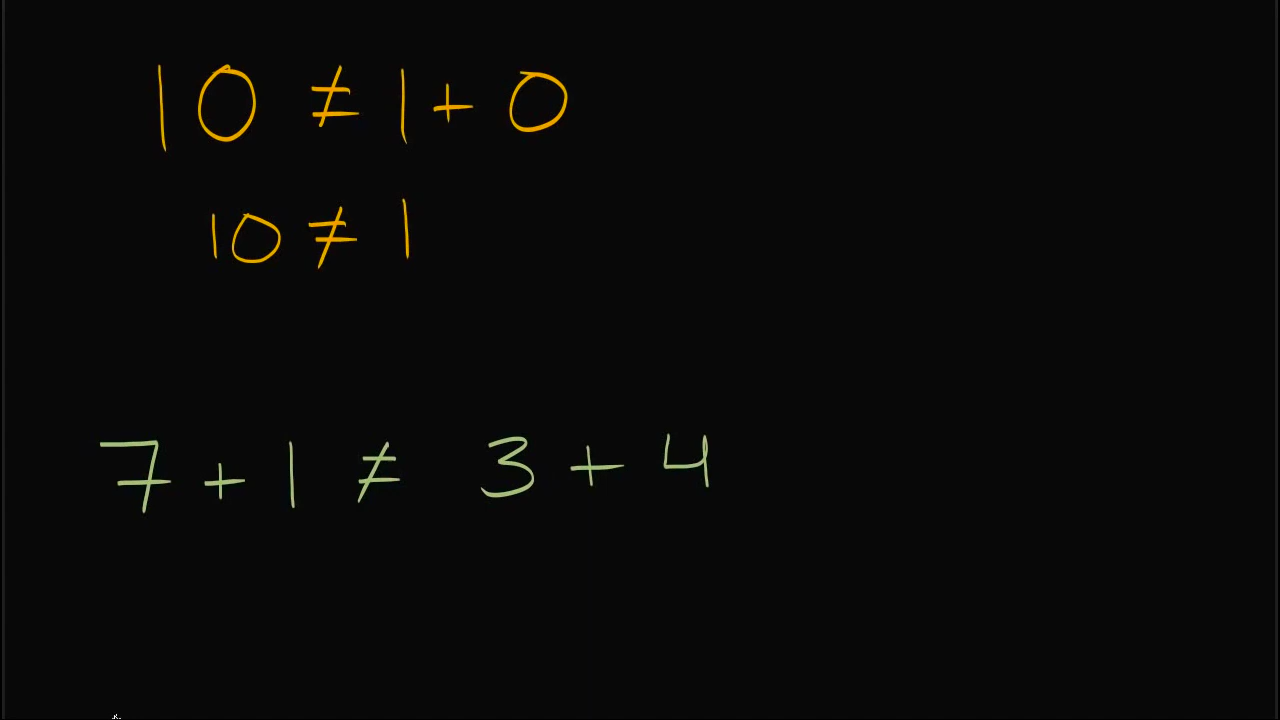 10 ≠ 1 + 0
10 ≠ 1
7 + 1 ≠ 3 + 4